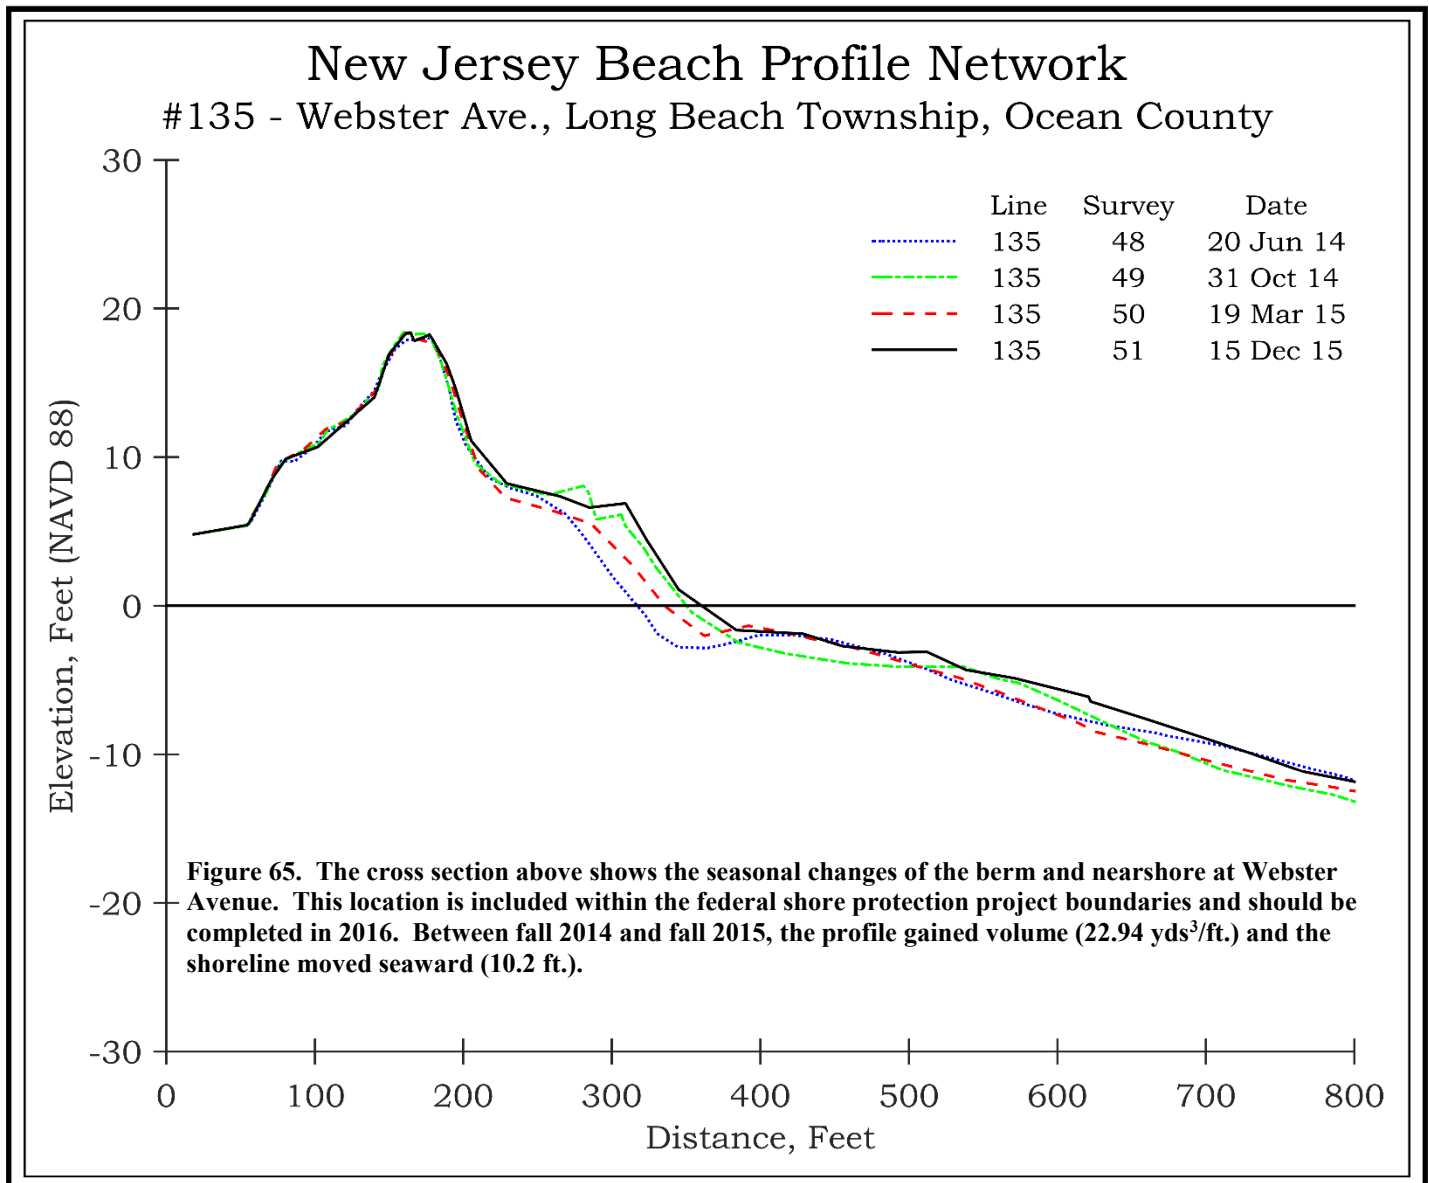 New Jersey Beach Profile Network
#135 - Webster Ave., Long Beach Township, Ocean County
30
20
10
0
-10
-20
-30
Elevation, Feet (NAVD 88)
Line Survey Date
135 48 20 Jun 14
135 49 31 Oct 14
135 50 19 Mar 15
135 51 15 Dec 15
Figure 65. The cross section above shows the seasonal changes of the berm and nearshore at Webster
Avenue. This location is included within the federal shore protection project boundaries and should be
completed in 2016. Between fall 2014 and fall 2015, the profile gained volume (22.94 yds³/ft.) and the
shoreline moved seaward (10.2 ft.).
0 100 200 300 400 500 600 700 800
Distance, Feet